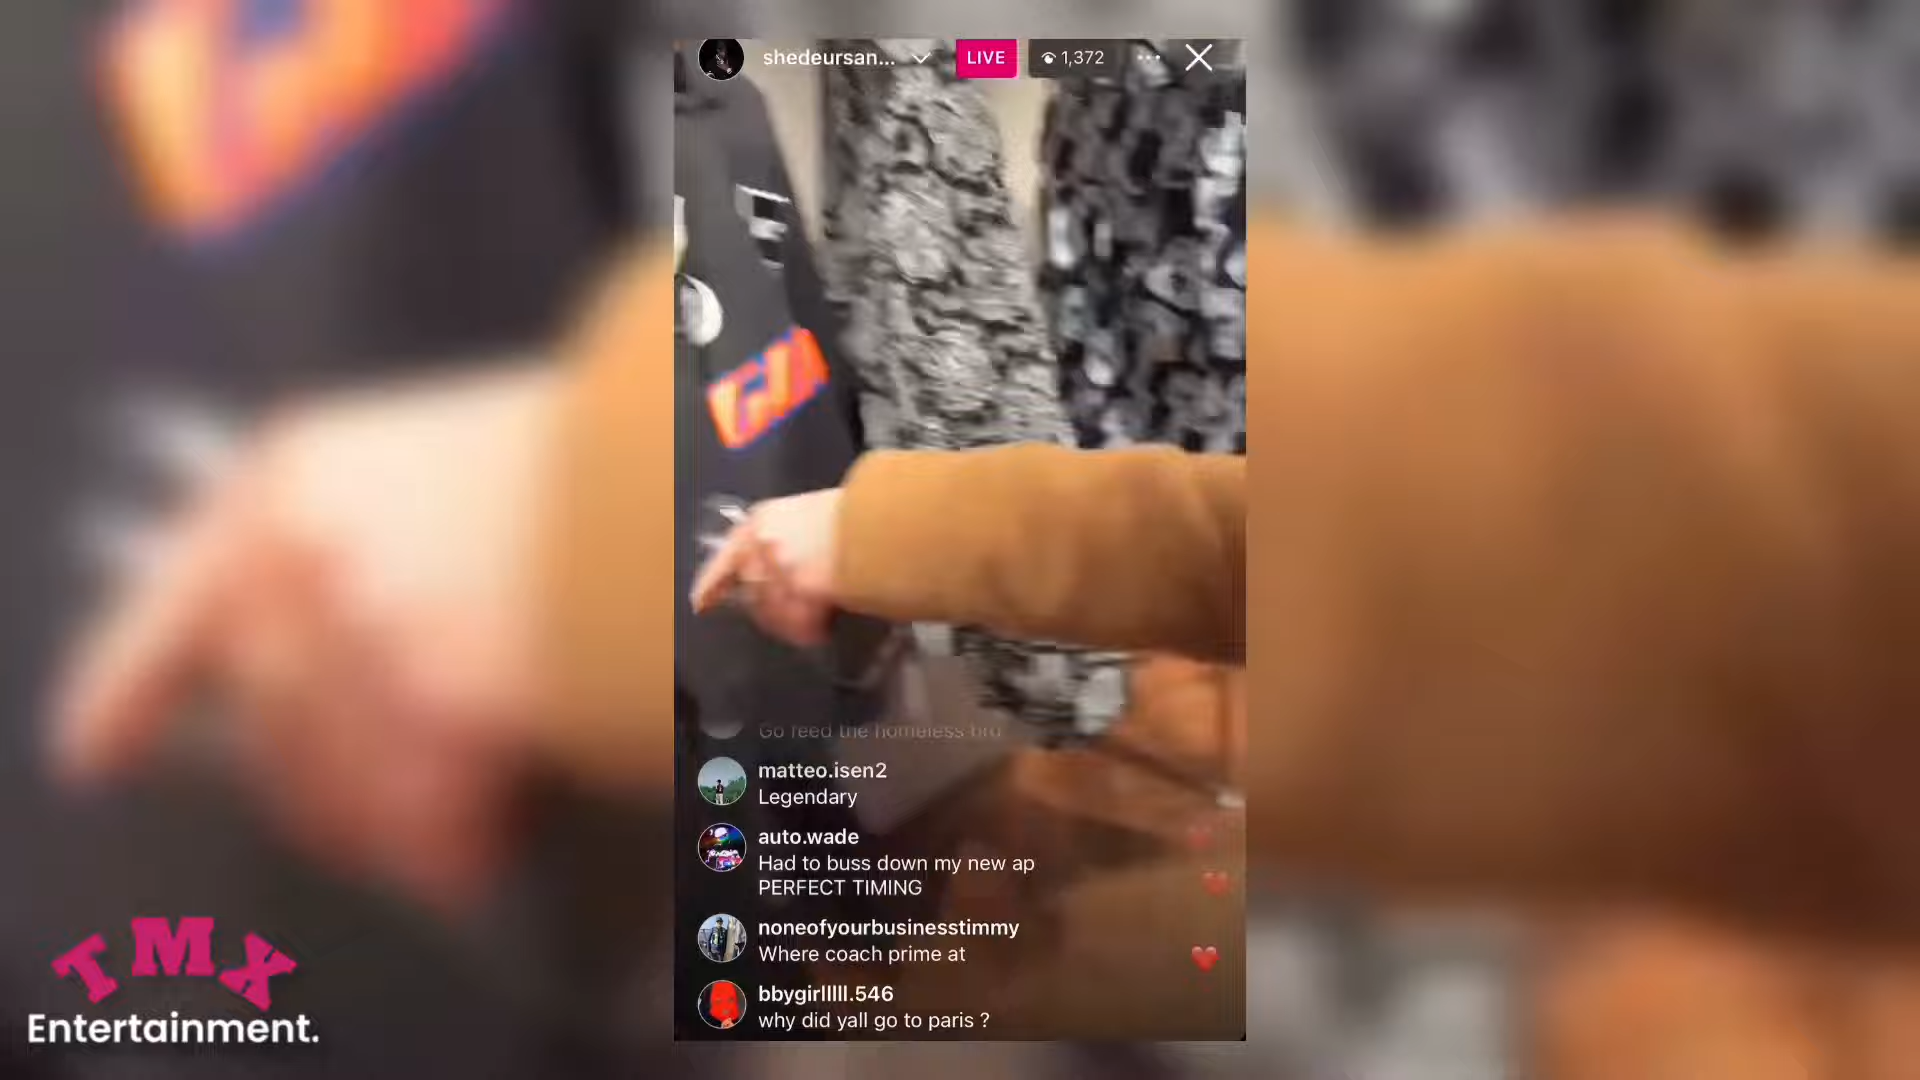 shedeursan...
LIVE
1,372
Go feed the homeless bro
matteo.isen2
Legendary
auto.wade
Had to buss down my new ap
PERFECT TIMING
noneofyourbusinesstimmy
Where coach prime at
bbygirlllll.546
why did yall go to paris ?
TMX
Entertainment.